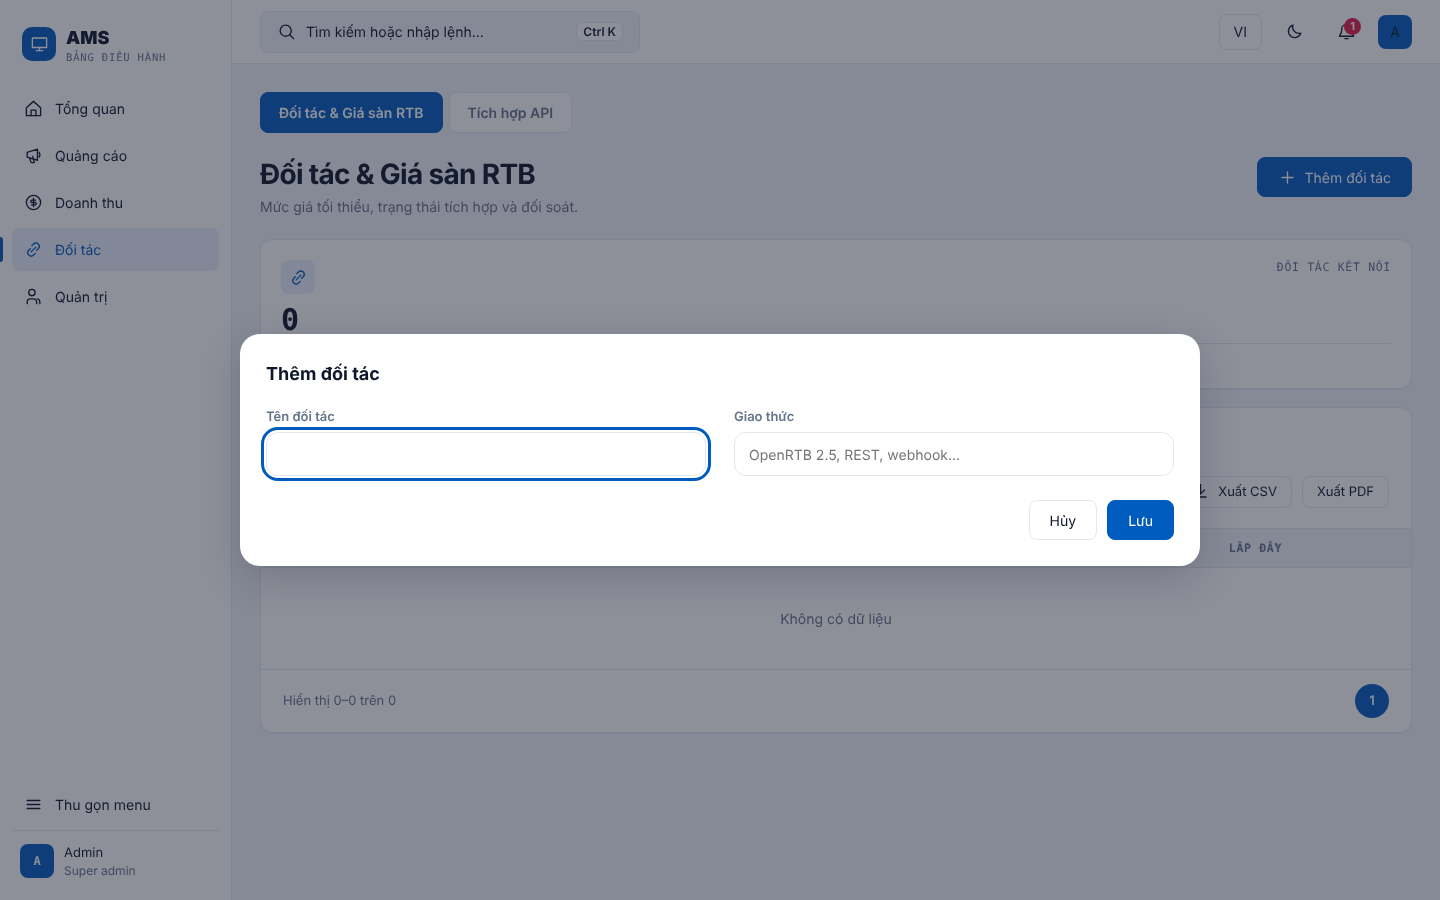 AMS
BẢNG ĐIỀU HÀNH
Tìm kiếm hoặc nhập lệnh...
Ctrl K
VI
1
A
Tổng quan
Quảng cáo
Doanh thu
Đối tác
Quản trị
Đối tác & Giá sàn RTB
Tích hợp API
Đối tác & Giá sàn RTB
Mức giá tối thiểu, trạng thái tích hợp và đối soát.
Thêm đối tác
ĐỐI TÁC KẾT NỐI
0
Thêm đối tác
Tên đối tác
Giao thức
OpenRTB 2.5, REST, webhook...
Hủy
Lưu
Xuất CSV
Xuất PDF
LẤP ĐẦY
Không có dữ liệu
Hiển thị 0–0 trên 0
1
Thu gọn menu
A
Admin
Super admin